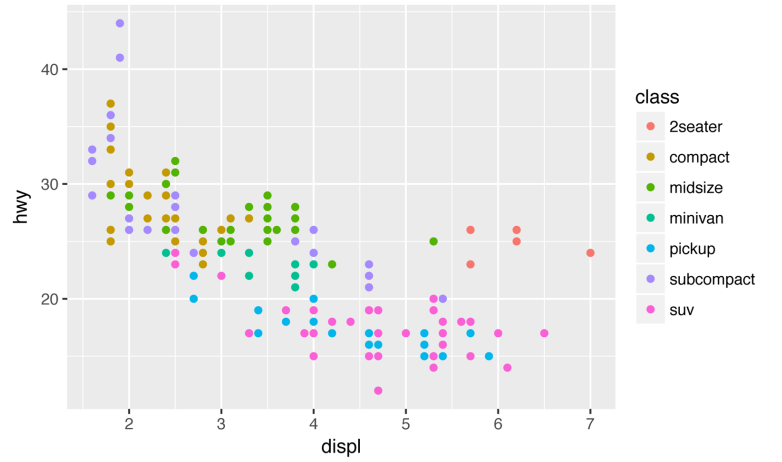 40
30
20
hwy
2 3 4 5 6 7
displ
class
2seater
compact
midsize
minivan
pickup
subcompact
suv